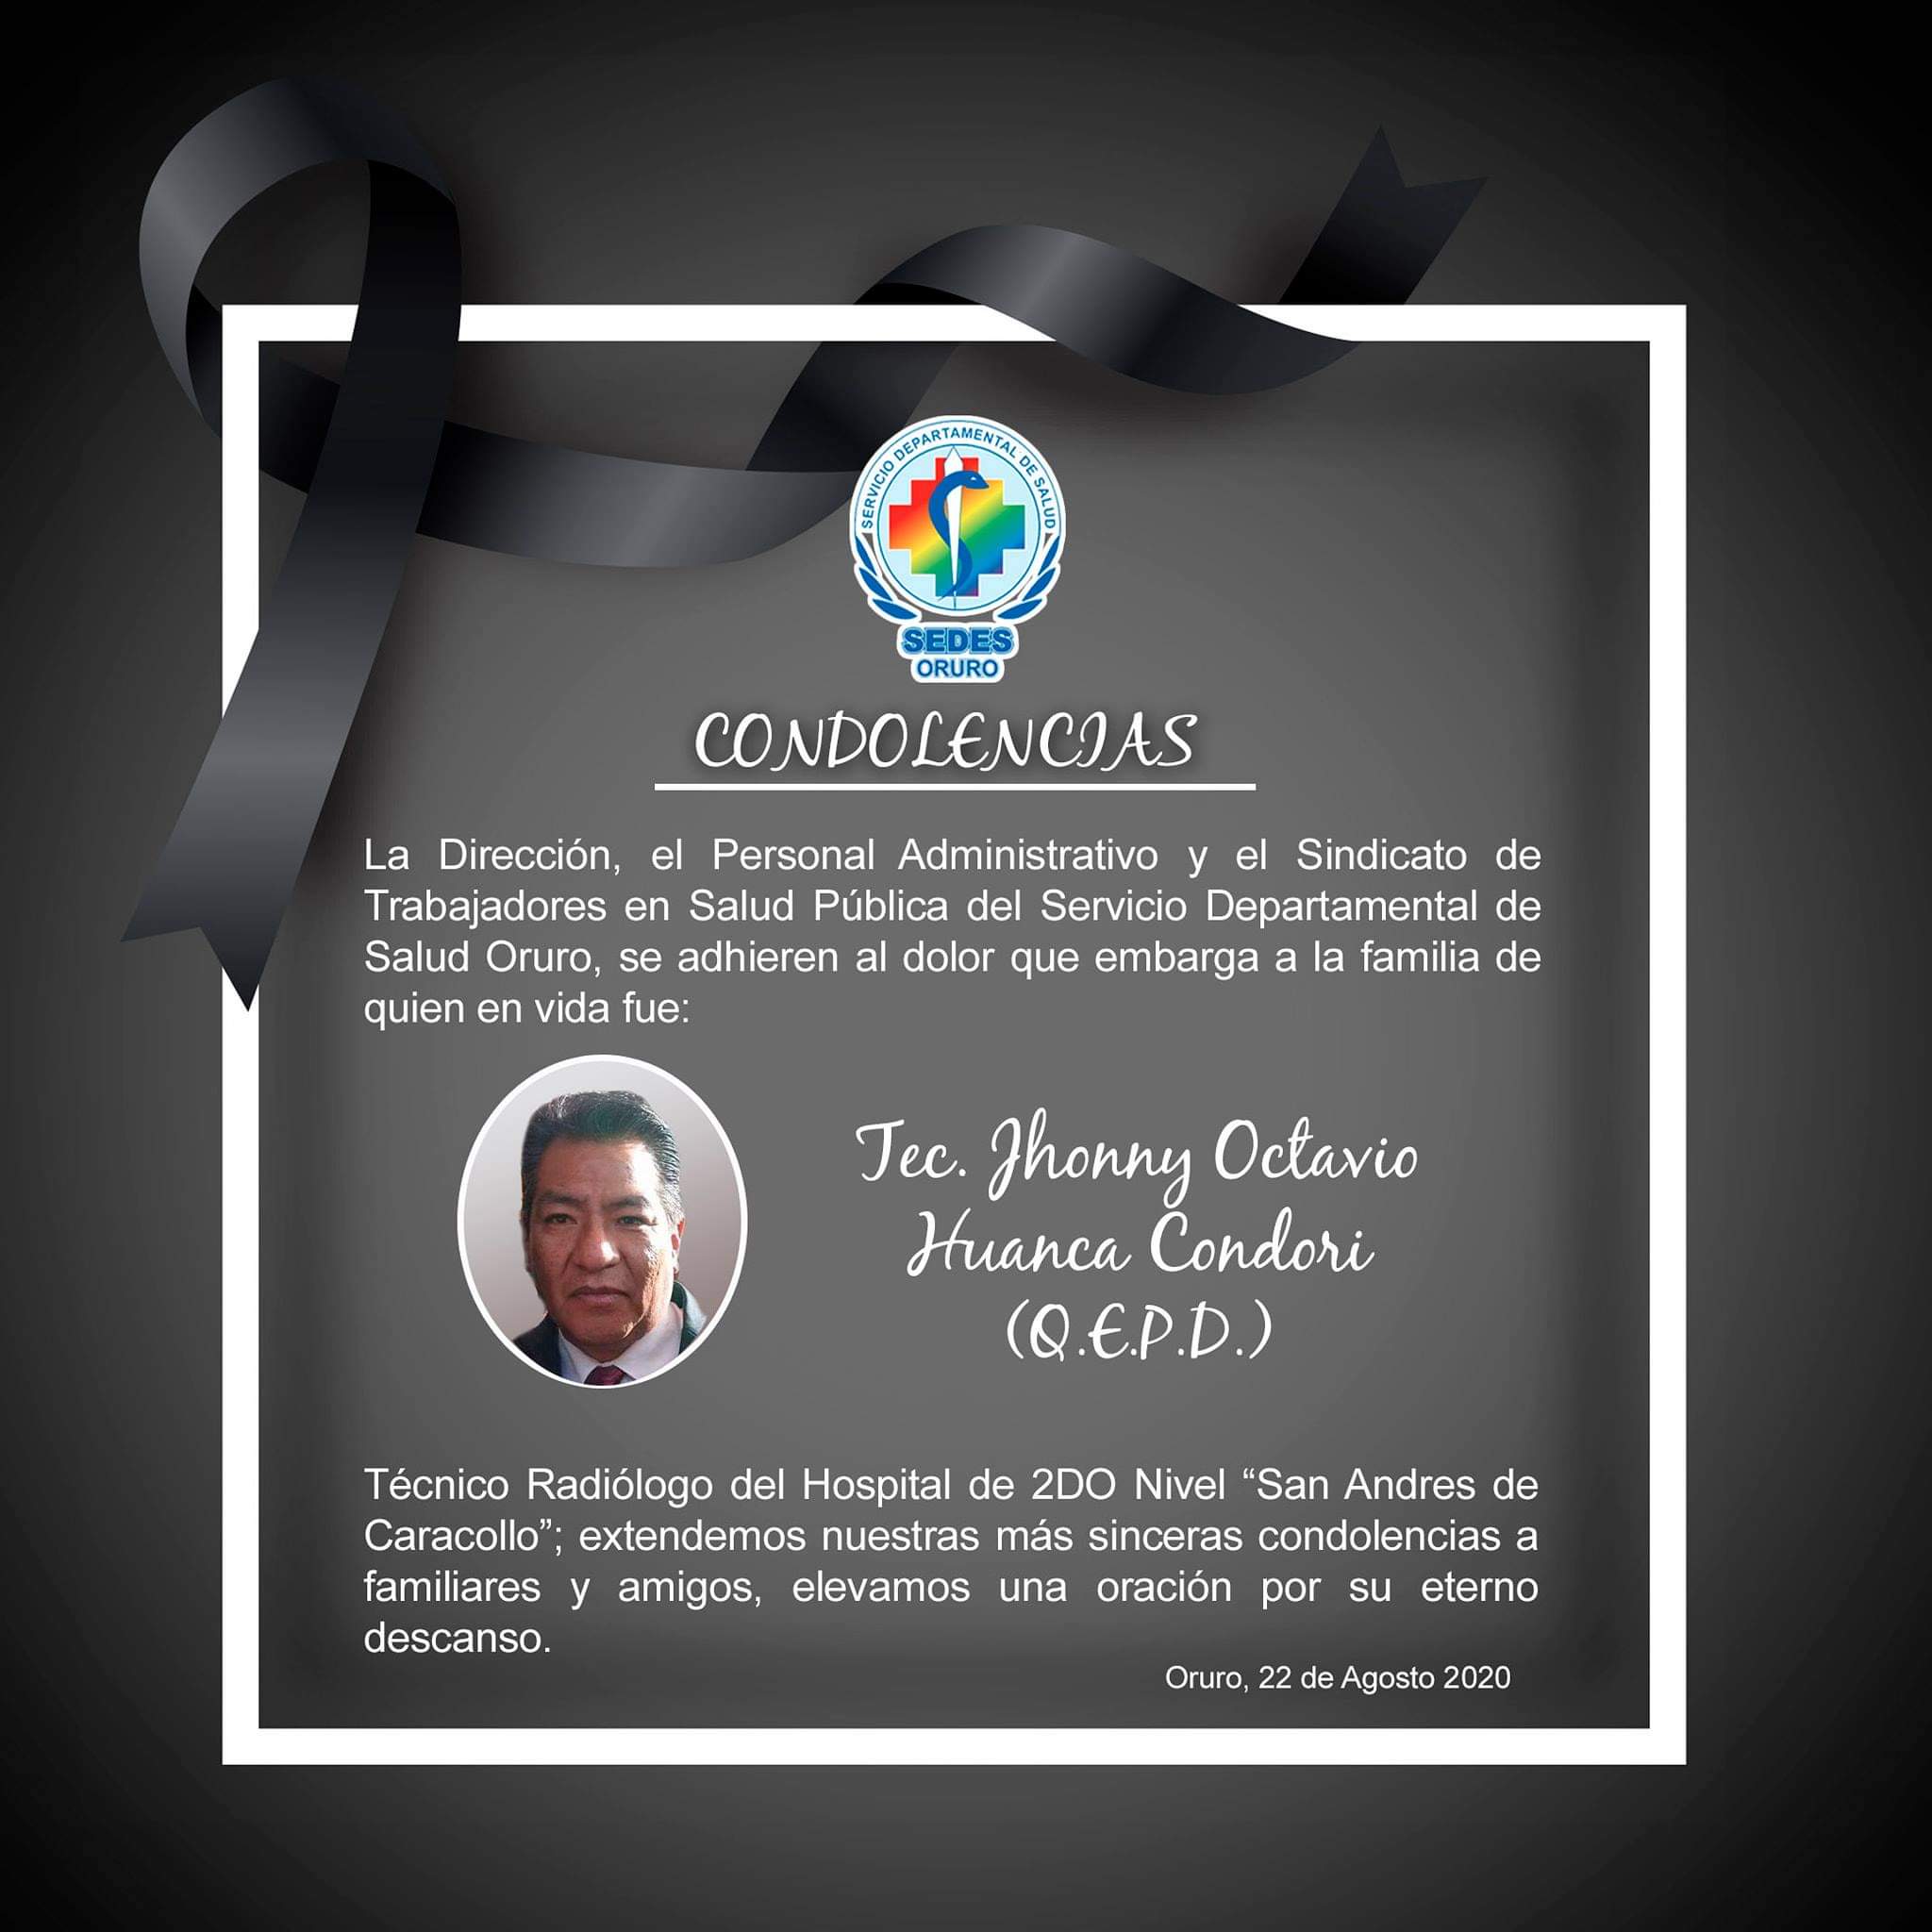 SERVICIO DEPARTAMENTAL DE SALUD
SEDES
ORURO
CONDOLENCIAS
La Dirección, el Personal Administrativo y el Sindicato de
Trabajadores en Salud Pública del Servicio Departamental de
Salud Oruro, se adhieren al dolor que embarga a la familia de
quien en vida fue:
Tec. Jhonny Octavio
Huanca Condori
(Q.E.P.D.)
Técnico Radiólogo del Hospital de 2DO Nivel “San Andres de
Caracollo”; extendemos nuestras más sinceras condolencias a
familiares y amigos, elevamos una oración por su eterno
descanso.
Oruro, 22 de Agosto 2020